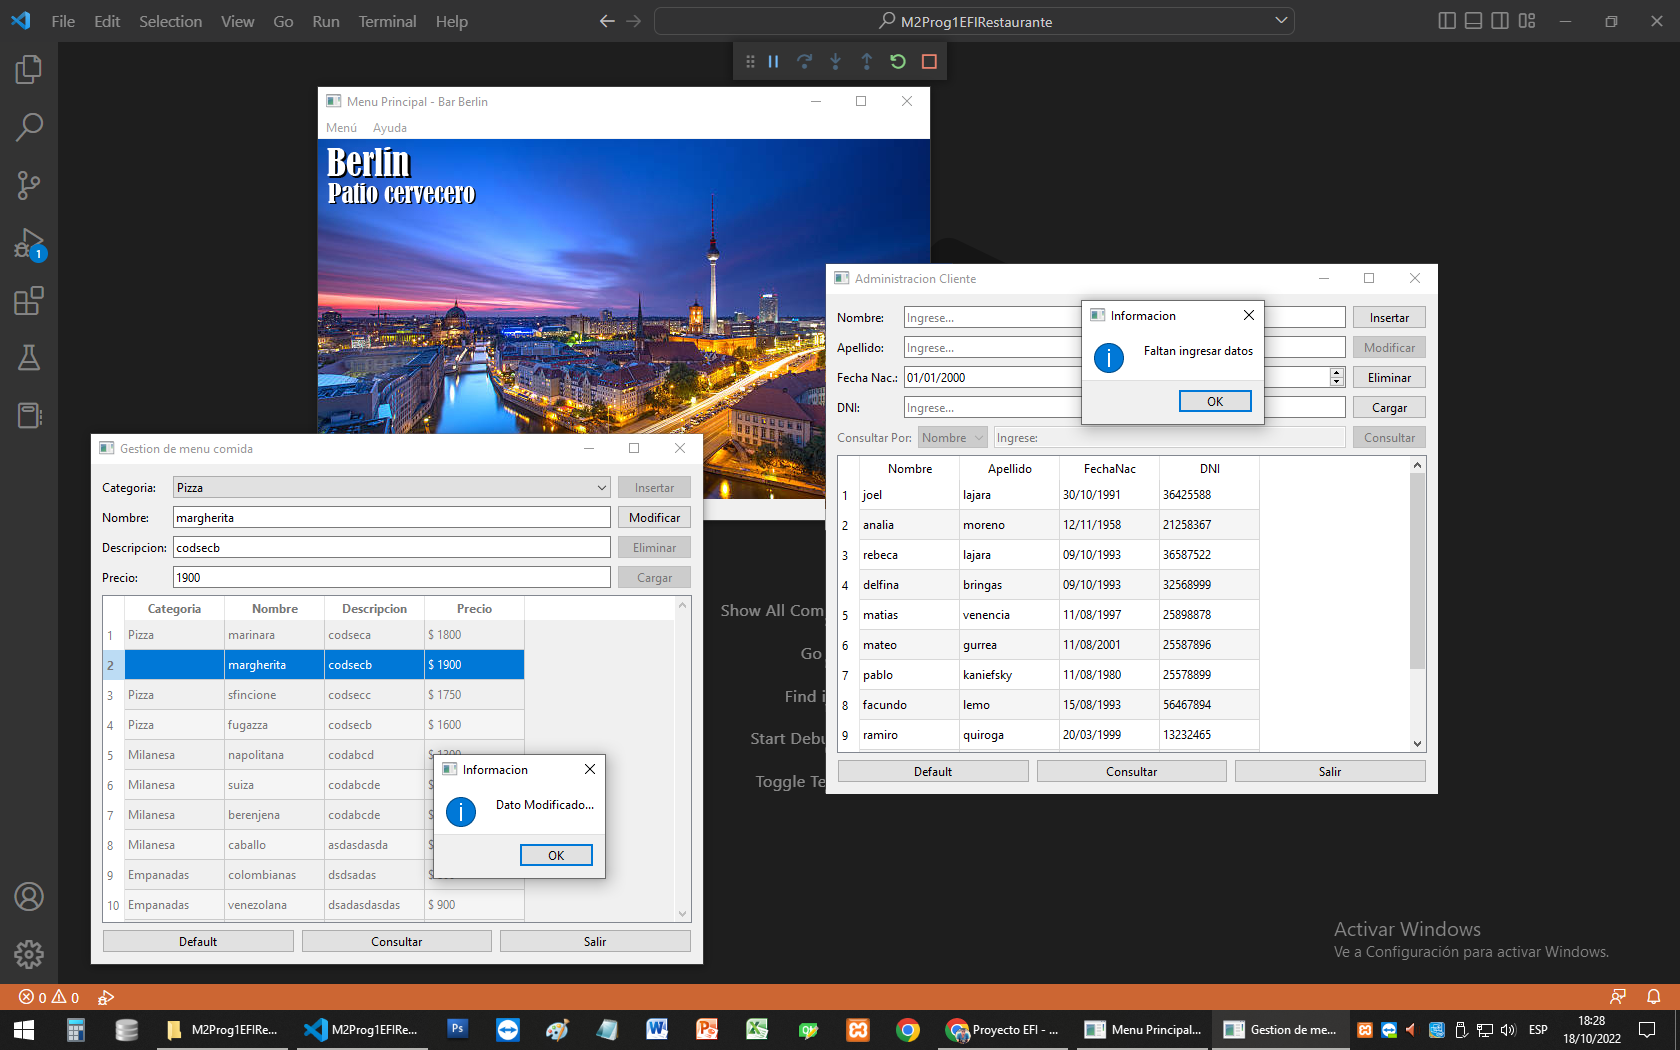 File Edit Selection View Go Run Terminal Help
M2Prog1EFIRestaurante
1
Menu Principal - Bar Berlin
Menú Ayuda
Berlin
Patio cervecero
Gestion de menu comida
Categoria: Pizza Insertar
Nombre: margherita Modificar
Descripcion: codsecb Eliminar
Precio: 1900 Cargar
Categoria Nombre Descripcion Precio
1 Pizza marinara codseca $ 1800
2 margherita codsecb $ 1900
3 Pizza sfincione codsecc $ 1750
4 Pizza fugazza codsecb $ 1600
5 Milanesa napolitana codabcd
6 Milanesa suiza codabcde $
7 Milanesa berenjena codabcde $
8 Milanesa caballo asdasdasda $
9 Empanadas colombianas dsdsadas $
10 Empanadas venezolana dsadasdasdas $ 900
Default Consultar Salir
Informacion
Dato Modificado...
OK
Show All Com
Go
Find i
Start Debu
Toggle Te
Administracion Cliente
Nombre: Ingrese... Insertar
Apellido: Ingrese... Modificar
Fecha Nac.: 01/01/2000 Eliminar
DNI: Ingrese... Cargar
Consultar Por: Nombre Ingrese: Consultar
Nombre Apellido FechaNac DNI
1 joel lajara 30/10/1991 36425588
2 analia moreno 12/11/1958 21258367
3 rebeca lajara 09/10/1993 36587522
4 delfina bringas 09/10/1993 32568999
5 matias venencia 11/08/1997 25898878
6 mateo gurrea 11/08/2001 25587896
7 pablo kaniefsky 11/08/1980 25578899
8 facundo lemo 15/08/1993 56467894
9 ramiro quiroga 20/03/1999 13232465
Default Consultar Salir
Informacion
Faltan ingresar datos
OK
Activar Windows
Ve a Configuración para activar Windows.
0 0
M2Prog1EFIRe... M2Prog1EFIRe... Ps Proyecto EFI - ... Menu Principal... Gestion de me... ESP
18:28
18/10/2022